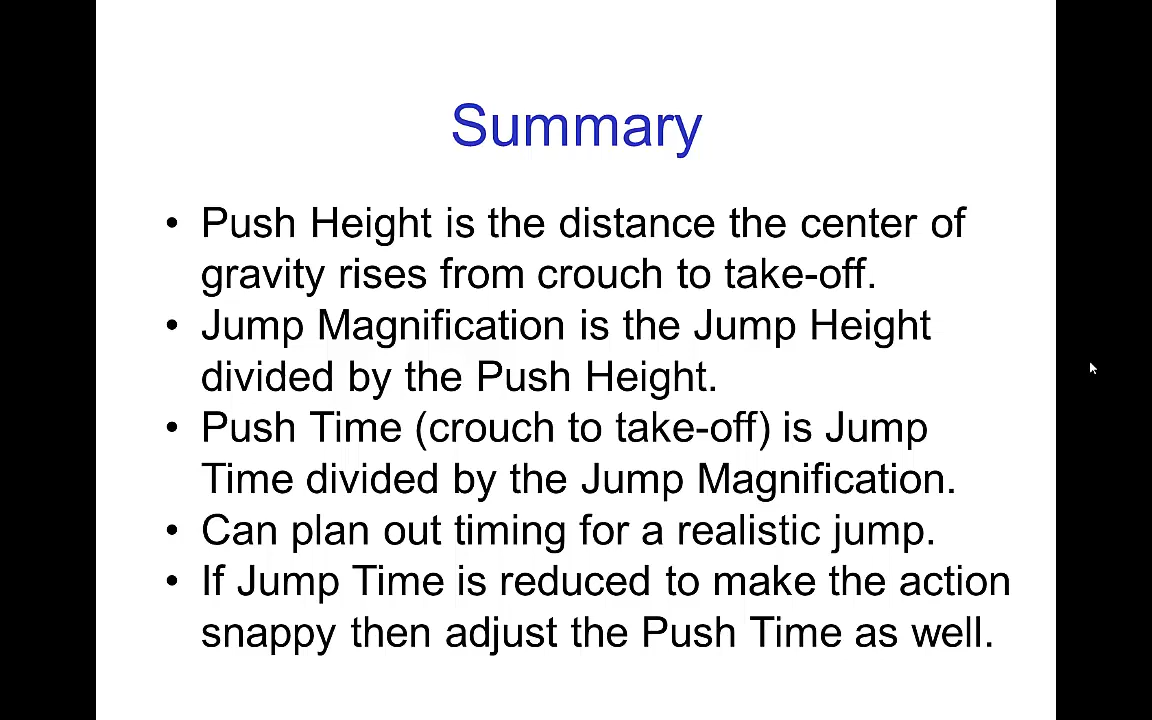 Summary
• Push Height is the distance the center of
gravity rises from crouch to take-off.
• Jump Magnification is the Jump Height
divided by the Push Height.
• Push Time (crouch to take-off) is Jump
Time divided by the Jump Magnification.
• Can plan out timing for a realistic jump.
• If Jump Time is reduced to make the action
snappy then adjust the Push Time as well.